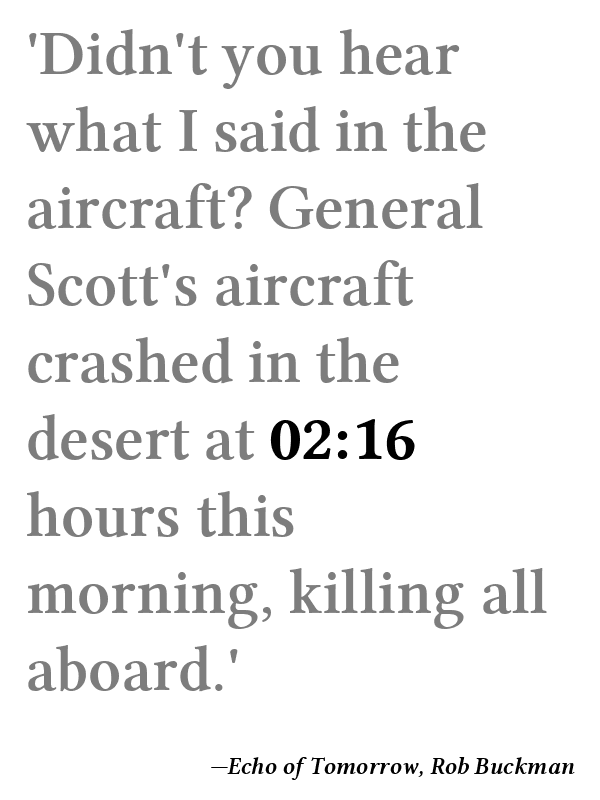 'Didn't you hear
what I said in the
aircraft? General
Scott's aircraft
crashed in the
desert at 02:16
hours this
morning, killing all
aboard.'
—Echo of Tomorrow, Rob Buckman